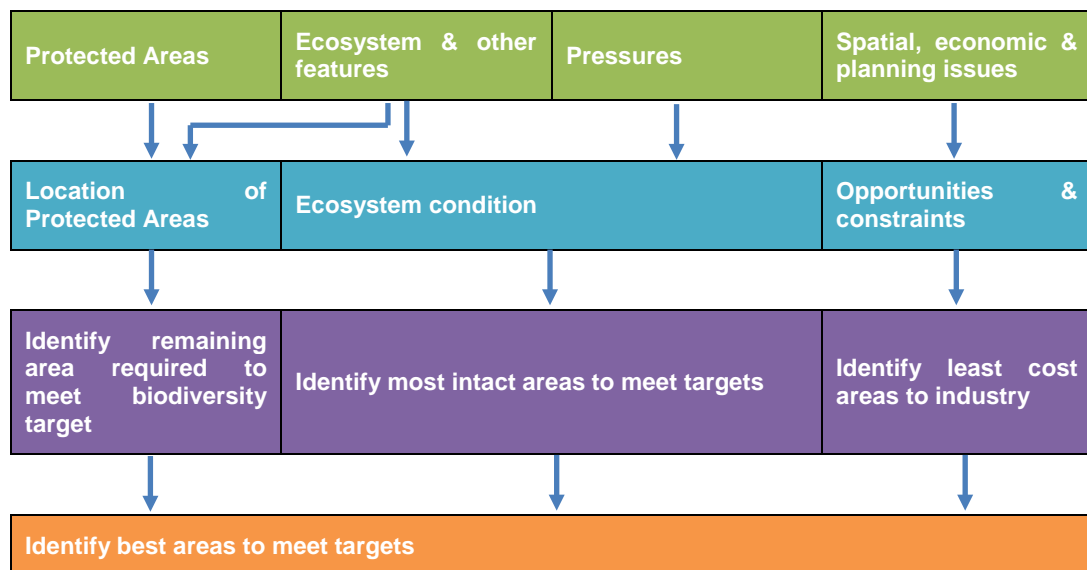 Protected Areas
Ecosystem & other
features
Pressures
Spatial, economic &
planning issues
Location of
Protected Areas
Ecosystem condition
Opportunities &
constraints
Identify remaining
area required to
meet biodiversity
target
Identify most intact areas to meet targets
Identify least cost
areas to industry
Identify best areas to meet targets